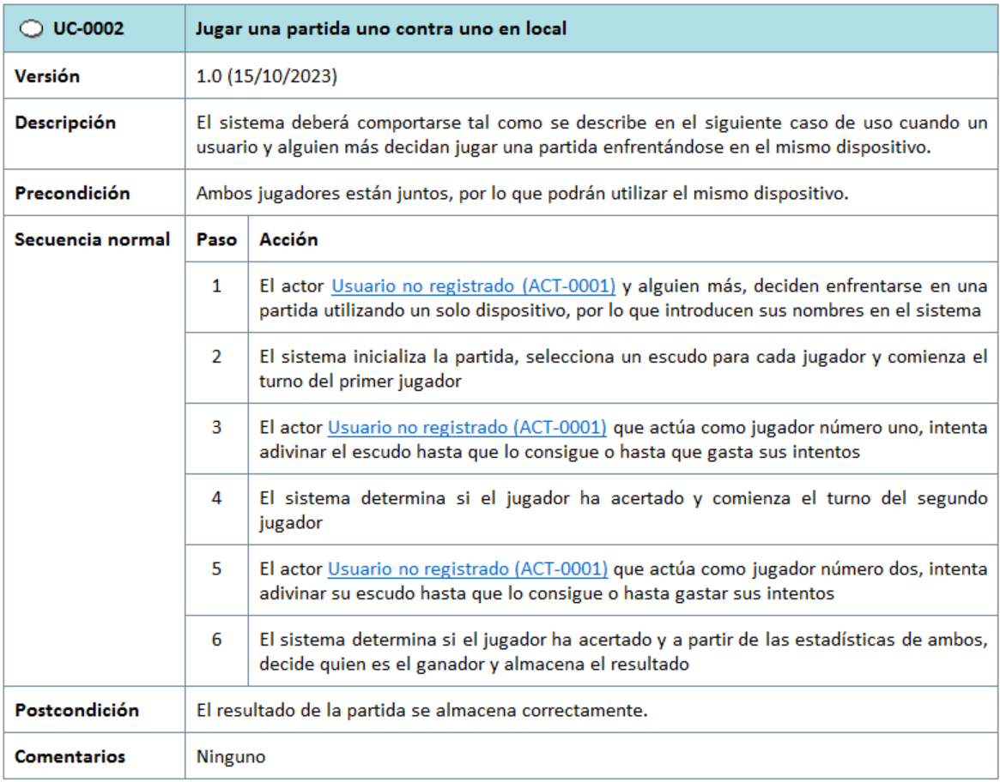 UC-0002 Jugar una partida uno contra uno en local
Versión 1.0 (15/10/2023)
Descripción El sistema deberá comportarse tal como se describe en el siguiente caso de uso cuando un
usuario y alguien más decidan jugar una partida enfrentándose en el mismo dispositivo.
Precondición Ambos jugadores están juntos, por lo que podrán utilizar el mismo dispositivo.
Secuencia normal Paso Acción
1 El actor Usuario no registrado (ACT-0001) y alguien más, deciden enfrentarse en una
partida utilizando un solo dispositivo, por lo que introducen sus nombres en el sistema
2 El sistema inicializa la partida, selecciona un escudo para cada jugador y comienza el
turno del primer jugador
3 El actor Usuario no registrado (ACT-0001) que actúa como jugador número uno, intenta
adivinar el escudo hasta que lo consigue o hasta que gasta sus intentos
4 El sistema determina si el jugador ha acertado y comienza el turno del segundo
jugador
5 El actor Usuario no registrado (ACT-0001) que actúa como jugador número dos, intenta
adivinar su escudo hasta que lo consigue o hasta gastar sus intentos
6 El sistema determina si el jugador ha acertado y a partir de las estadísticas de ambos,
decide quien es el ganador y almacena el resultado
Postcondición El resultado de la partida se almacena correctamente.
Comentarios Ninguno